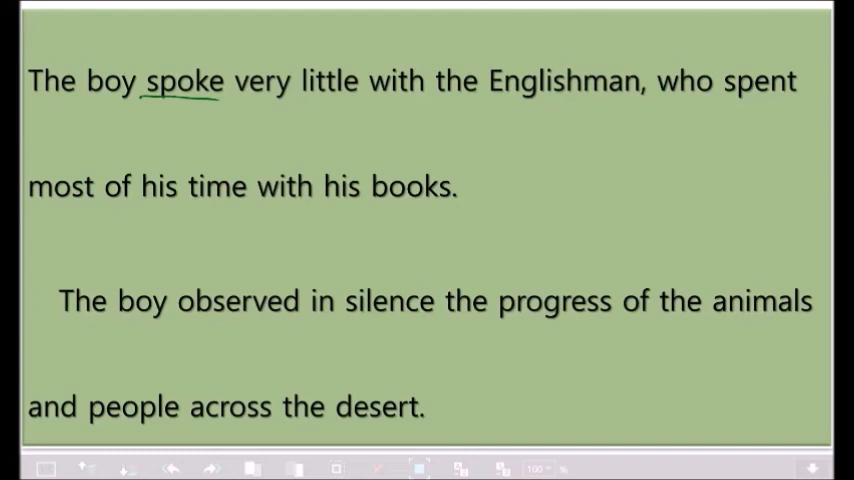 The boy spoke very little with the Englishman, who spent
most of his time with his books.
The boy observed in silence the progress of the animals
and people across the desert.
100 %